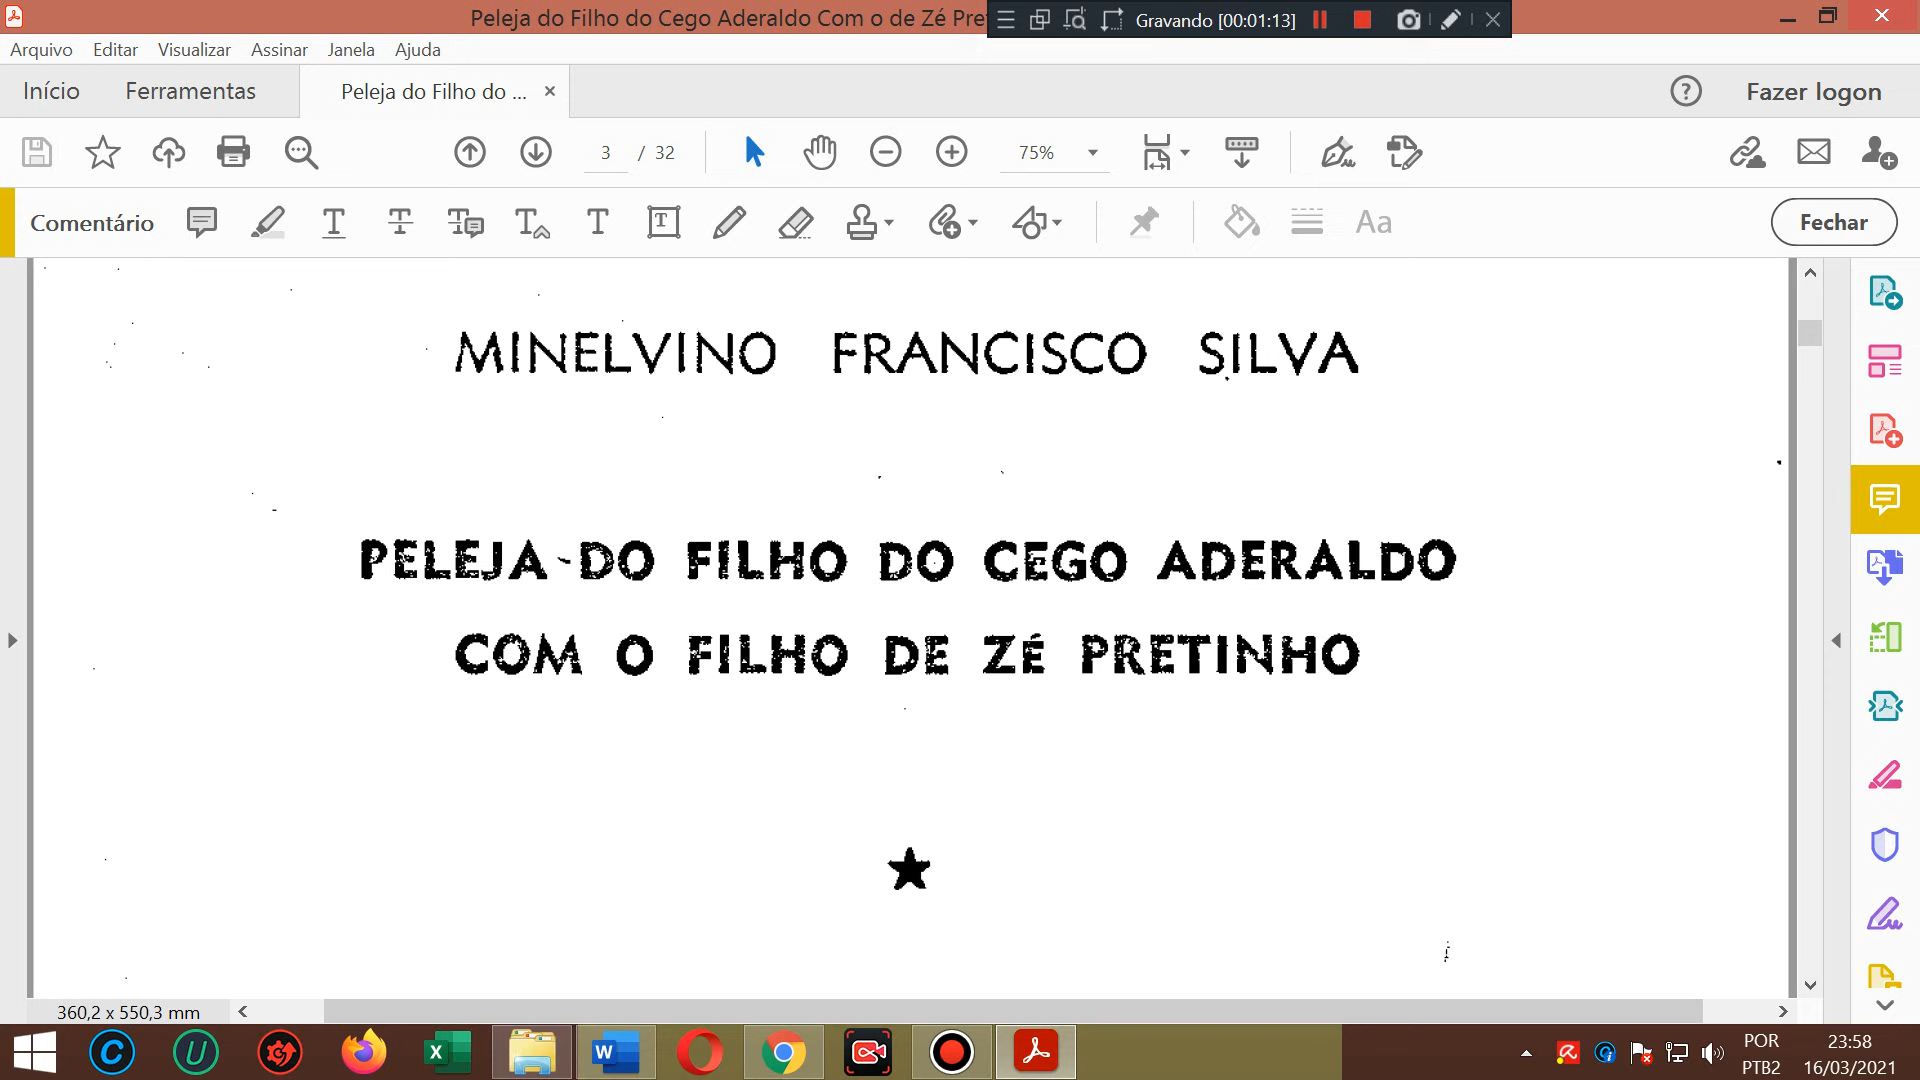 Peleja do Filho do Cego Aderaldo Com o de Zé Pre
Gravando [00:01:13]
Arquivo Editar Visualizar Assinar Janela Ajuda
Início Ferramentas Peleja do Filho do ... × ? Fazer logon
3 / 32 75%
Comentário Aa Fechar
MINELVINO FRANCISCO SILVA
PELEJA DO FILHO DO CEGO ADERALDO
COM O FILHO DE ZÉ PRETINHO
360,2 x 550,3 mm
POR 23:58
PTB2 16/03/2021